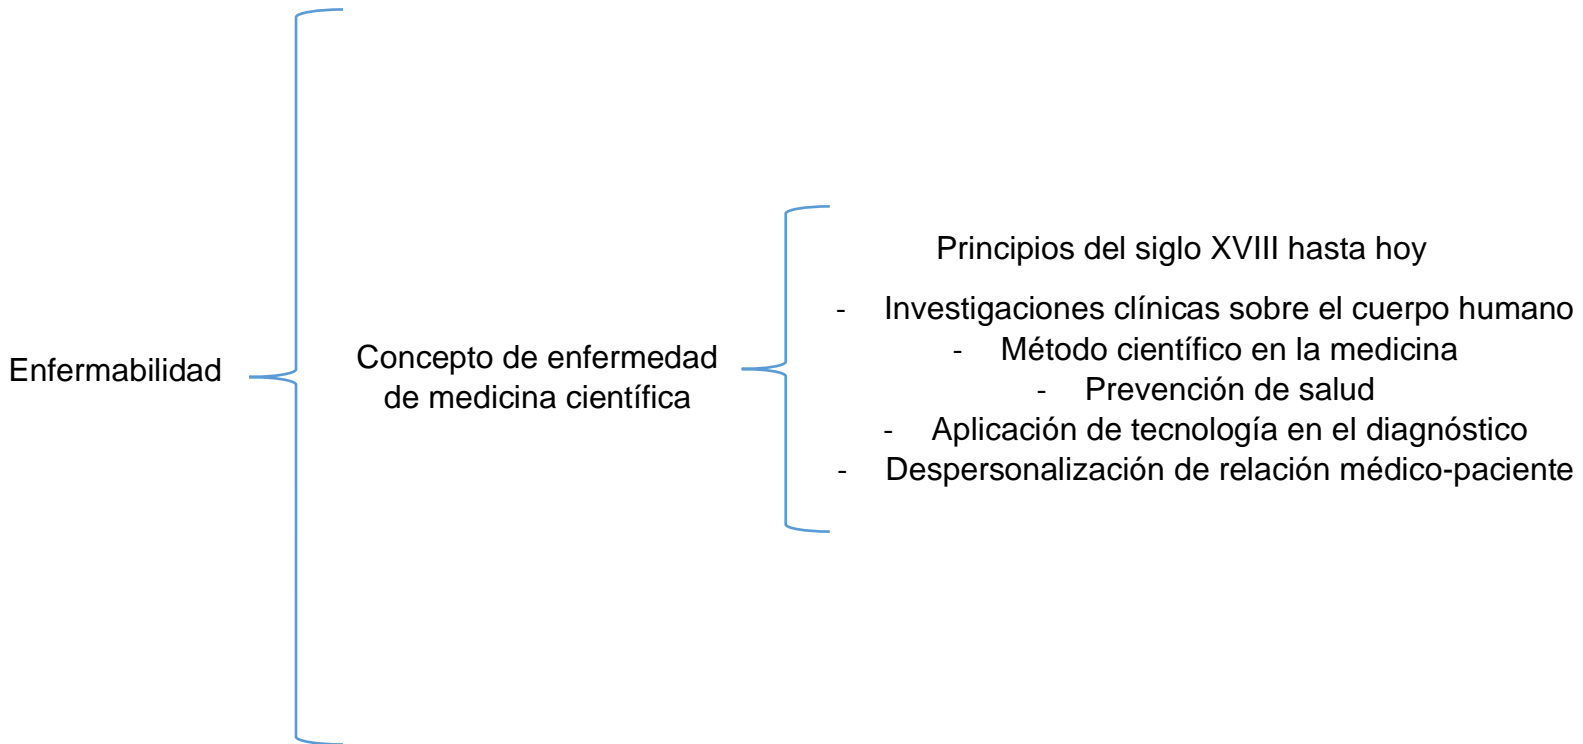 Enfermabilidad
Concepto de enfermedad
de medicina científica
Principios del siglo XVIII hasta hoy
- Investigaciones clínicas sobre el cuerpo humano
- Método científico en la medicina
- Prevención de salud
- Aplicación de tecnología en el diagnóstico
- Despersonalización de relación médico-paciente